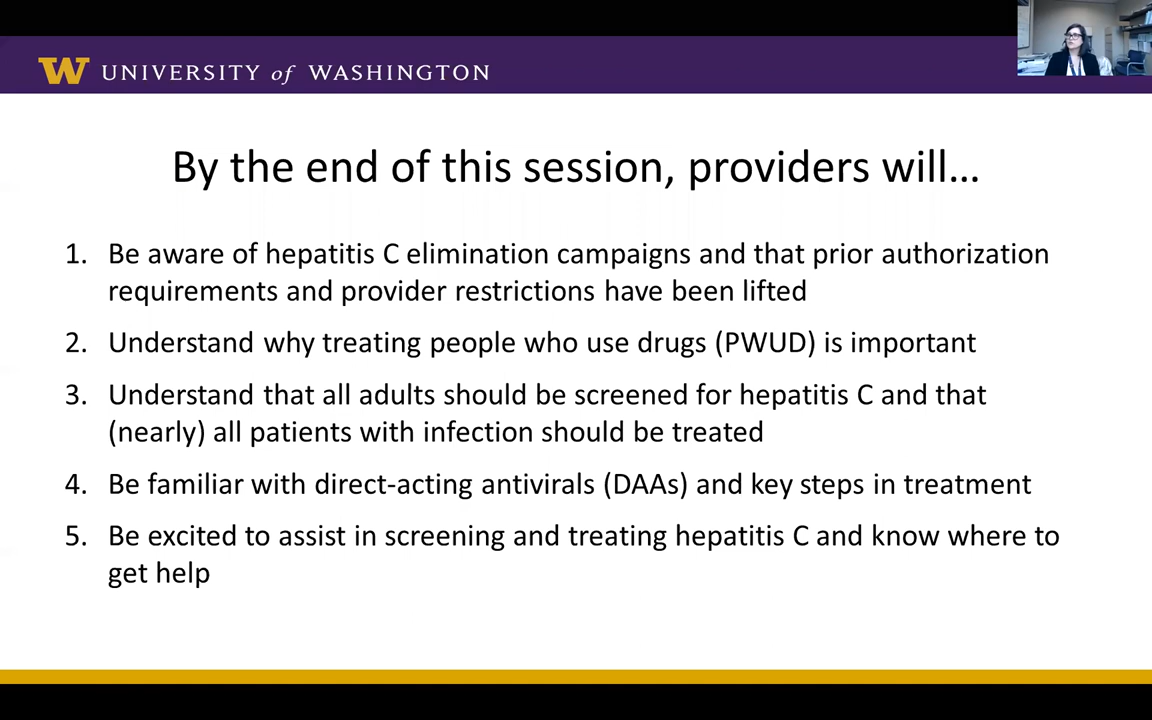 W UNIVERSITY of WASHINGTON
By the end of this session, providers will...
1. Be aware of hepatitis C elimination campaigns and that prior authorization
requirements and provider restrictions have been lifted
2. Understand why treating people who use drugs (PWUD) is important
3. Understand that all adults should be screened for hepatitis C and that
(nearly) all patients with infection should be treated
4. Be familiar with direct-acting antivirals (DAAs) and key steps in treatment
5. Be excited to assist in screening and treating hepatitis C and know where to
get help